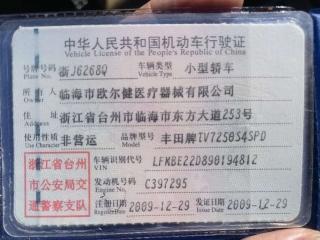 中华人民共和国机动车行驶证
Vehicle License of the People's Republic of China
号牌号码 浙J6268Q 车辆类型 小型轿车
Plate No. Vehicle Type
所有人 临海市欧尔健医疗器械有限公司
Owner
住址 浙江省台州市临海市东方大道253号
Address
使用性质 非营运 品牌型号 丰田牌TV7250S4SPD
Use Character Model
浙江省台州市公安局交通警察支队
车辆识别代号 LFKBE22D890194812
VIN
发动机号码 C397295
Engine No.
注册日期 2009-12-29 发证日期 2009-12-29
Register Date Issue Date